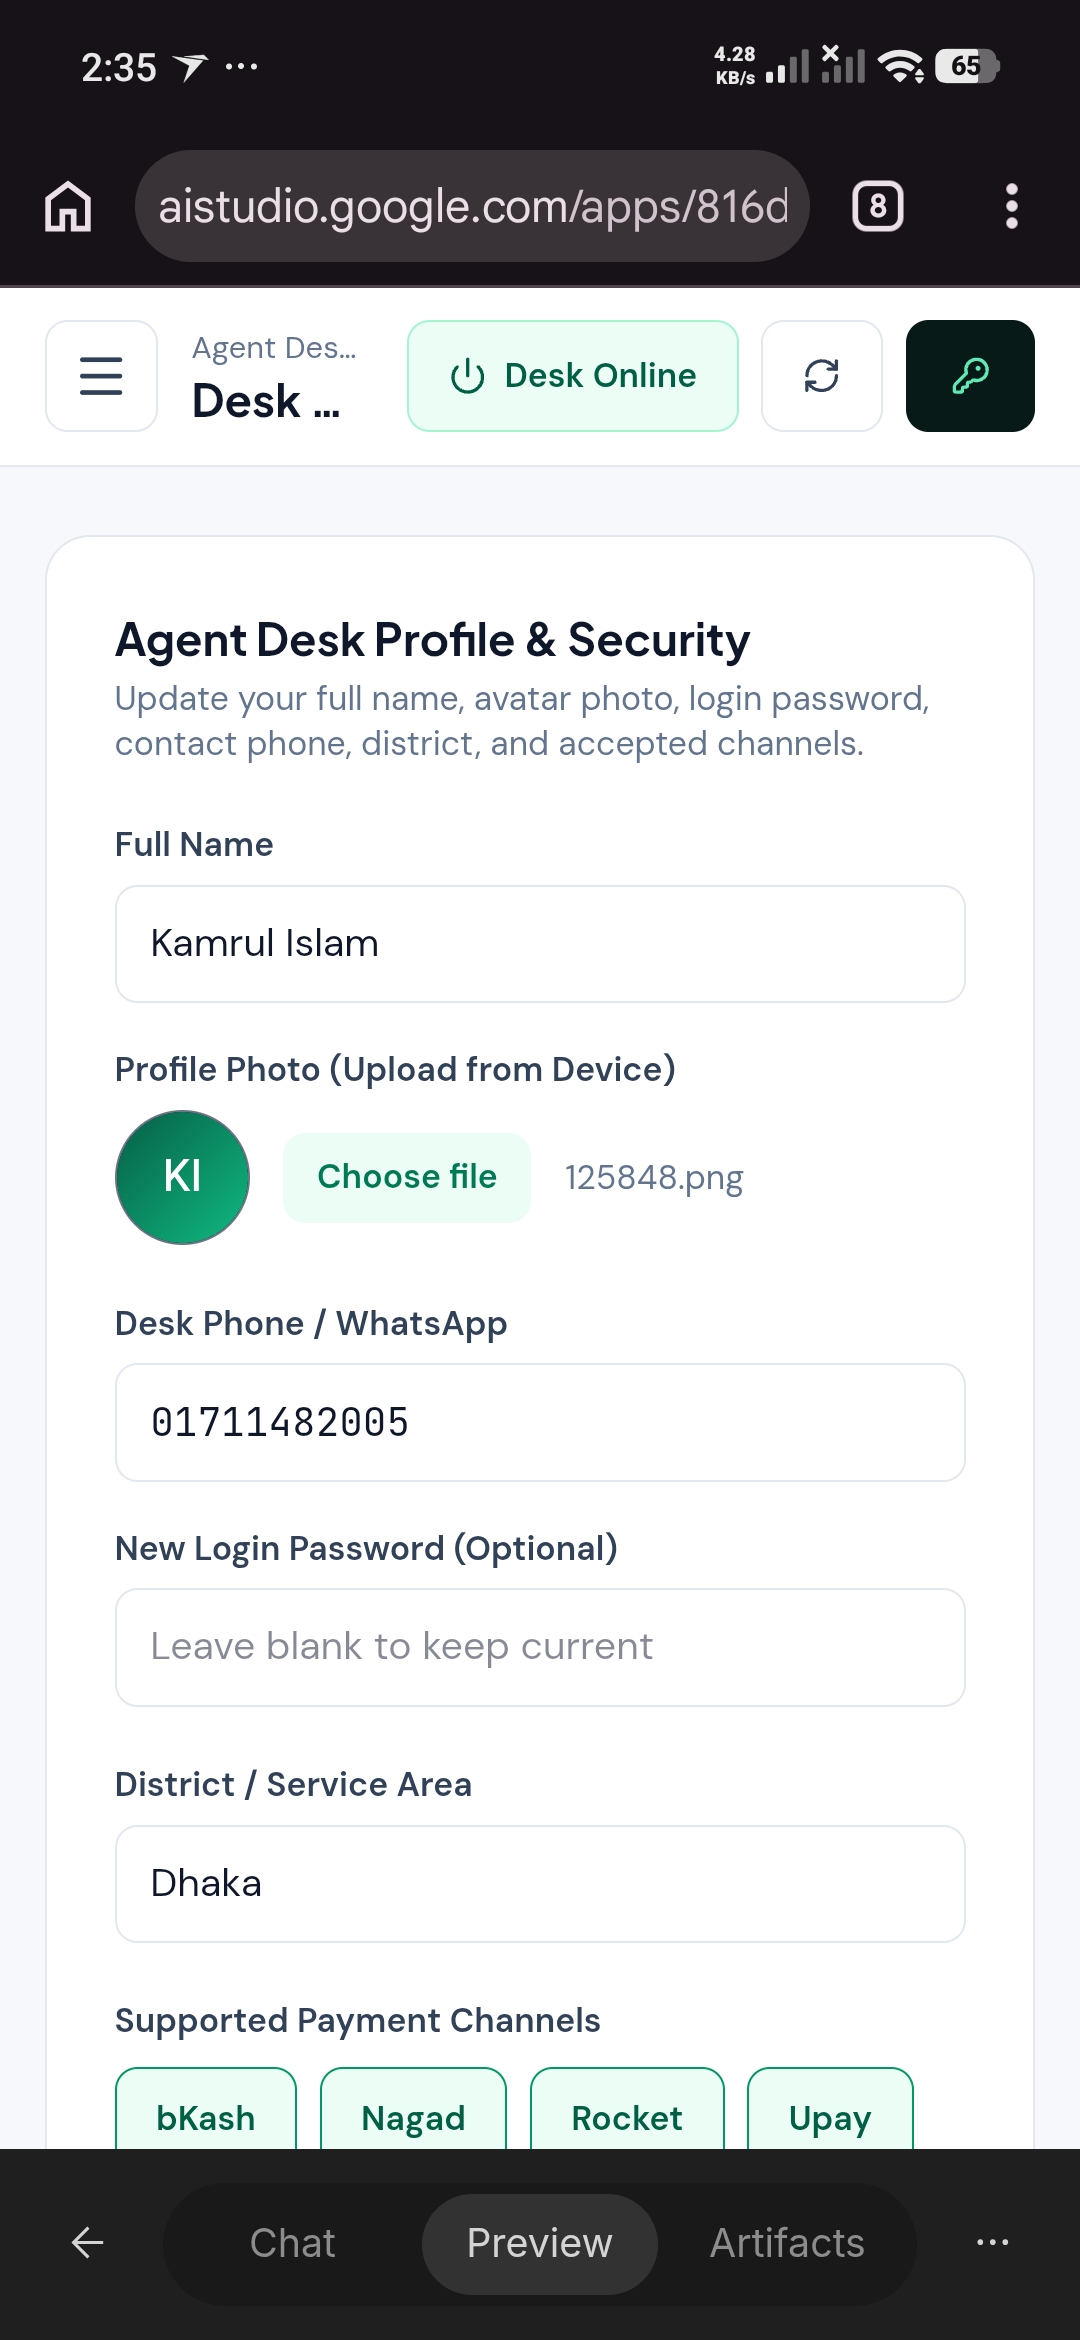 2:35
4.28
KB/s
65
aistudio.google.com/apps/816d
8
Agent Des...
Desk ...
Desk Online
Agent Desk Profile & Security
Update your full name, avatar photo, login password,
contact phone, district, and accepted channels.
Full Name
Kamrul Islam
Profile Photo (Upload from Device)
KI
Choose file
125848.png
Desk Phone / WhatsApp
01711482005
New Login Password (Optional)
Leave blank to keep current
District / Service Area
Dhaka
Supported Payment Channels
bKash
Nagad
Rocket
Upay
Chat
Preview
Artifacts